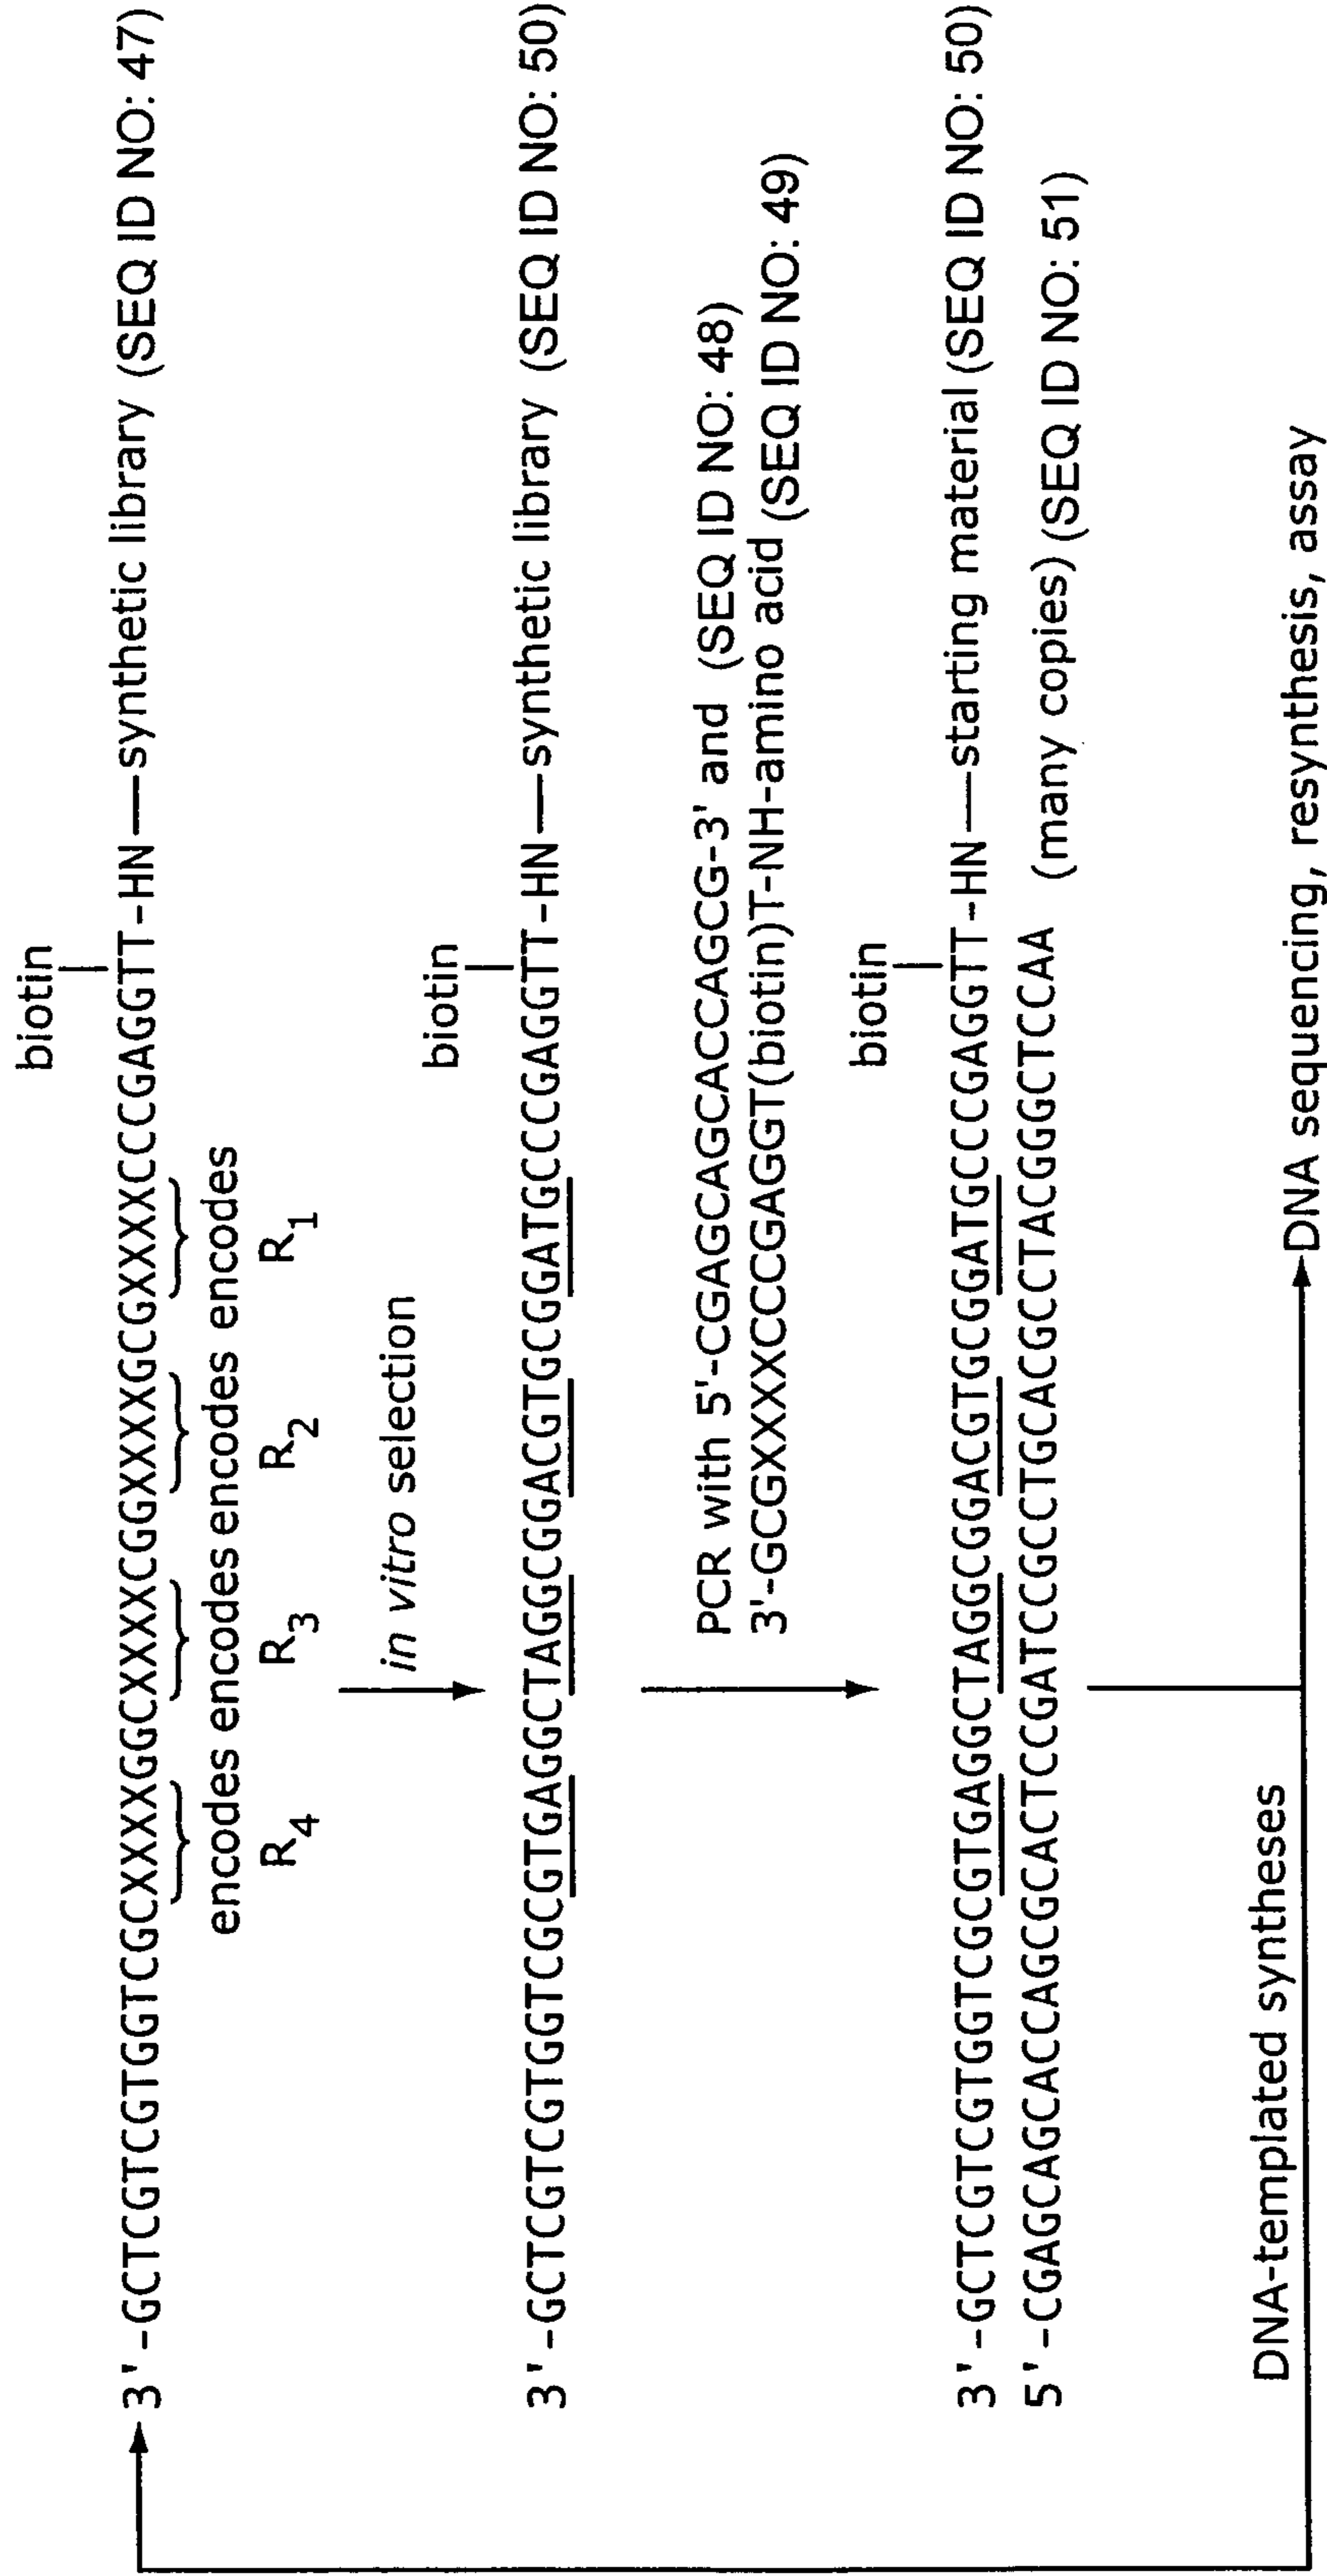 biotin
3'-GCTCGTCGTGGTCGCXXXXGGCXXXXCGGXXXXGCGXXXXCCCGAGGTT-HN—synthetic library (SEQ ID NO: 47)
encodes encodes encodes encodes
R4 R3 R2 R1
in vitro selection
biotin
3'-GCTCGTCGTGGTCGCGTGAGGCTAGGCGGACGTGCGGATGCCCGAGGTT-HN—synthetic library (SEQ ID NO: 50)
PCR with 5'-CGAGCAGCACCAGCG-3' and (SEQ ID NO: 48)
3'-GCGXXXXCCCGAGGT(biotin)T-NH-amino acid (SEQ ID NO: 49)
biotin
3'-GCTCGTCGTGGTCGCGTGAGGCTAGGCGGACGTGCGGATGCCCGAGGTT-HN—starting material (SEQ ID NO: 50)
5'-CGAGCAGCACCAGCGCACTCCGATCCGCCTGCACGCCTACGGGCTCCAA (many copies) (SEQ ID NO: 51)
DNA-templated syntheses
DNA sequencing, resynthesis, assay